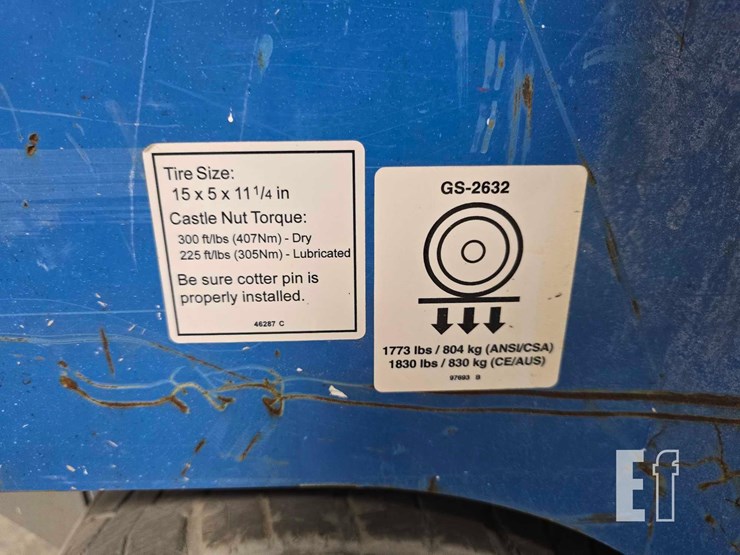 Tire Size:
15 x 5 x 11 1/4 in
Castle Nut Torque:
300 ft/lbs (407Nm) - Dry
225 ft/lbs (305Nm) - Lubricated
Be sure cotter pin is
properly installed.
46287 C
GS-2632
1773 lbs / 804 kg (ANSI/CSA)
1830 lbs / 830 kg (CE/AUS)
97693 B
Ef